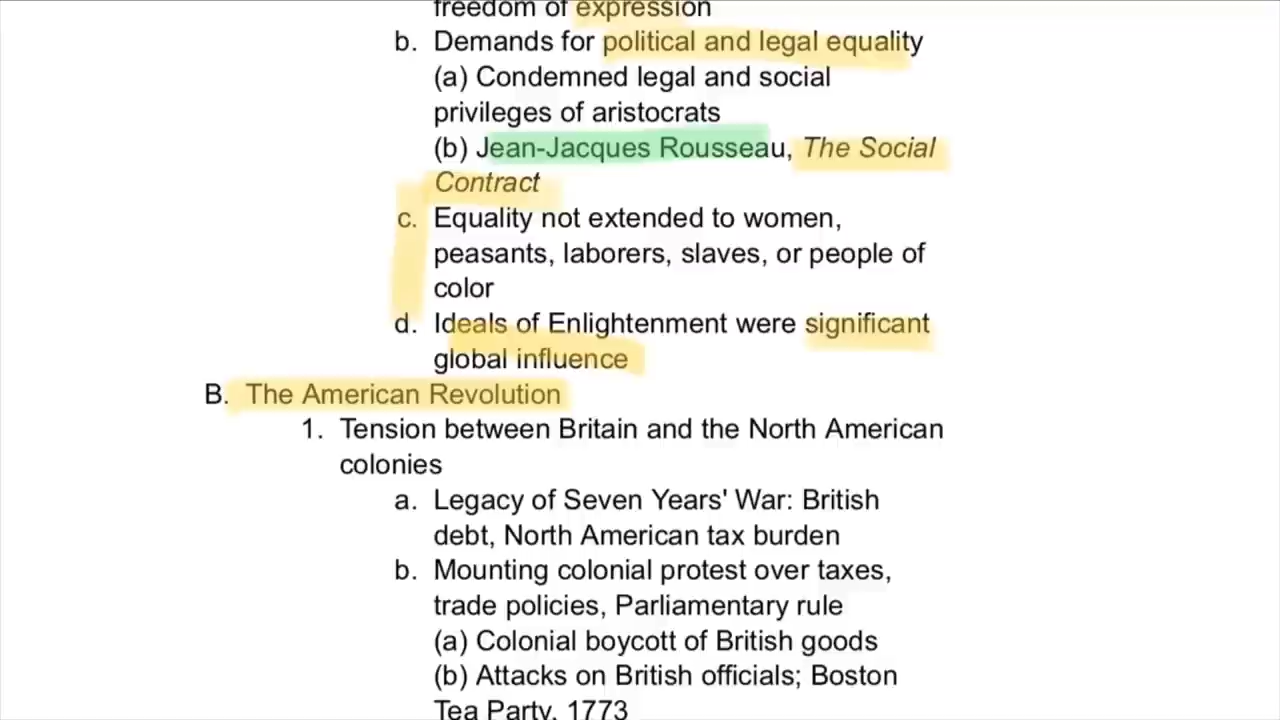 freedom of expression
b. Demands for political and legal equality
(a) Condemned legal and social
privileges of aristocrats
(b) Jean-Jacques Rousseau, The Social
Contract
c. Equality not extended to women,
peasants, laborers, slaves, or people of
color
d. Ideals of Enlightenment were significant
global influence
B. The American Revolution
1. Tension between Britain and the North American
colonies
a. Legacy of Seven Years' War: British
debt, North American tax burden
b. Mounting colonial protest over taxes,
trade policies, Parliamentary rule
(a) Colonial boycott of British goods
(b) Attacks on British officials; Boston
Tea Party, 1773